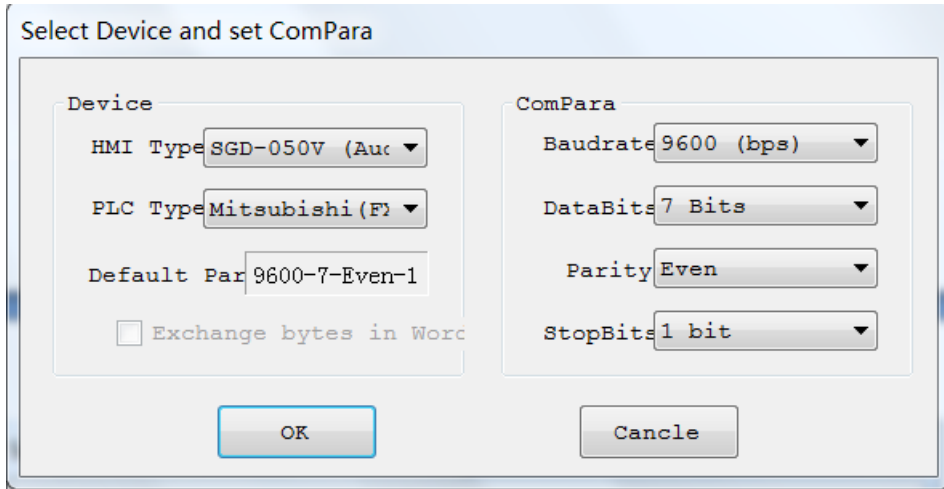 Select Device and set ComPara
Device
HMI Type SGD-050V (Auc
PLC Type Mitsubishi(FX
Default Par 9600-7-Even-1
Exchange bytes in Word
ComPara
Baudrate 9600 (bps)
DataBits 7 Bits
Parity Even
StopBits 1 bit
OK
Cancle